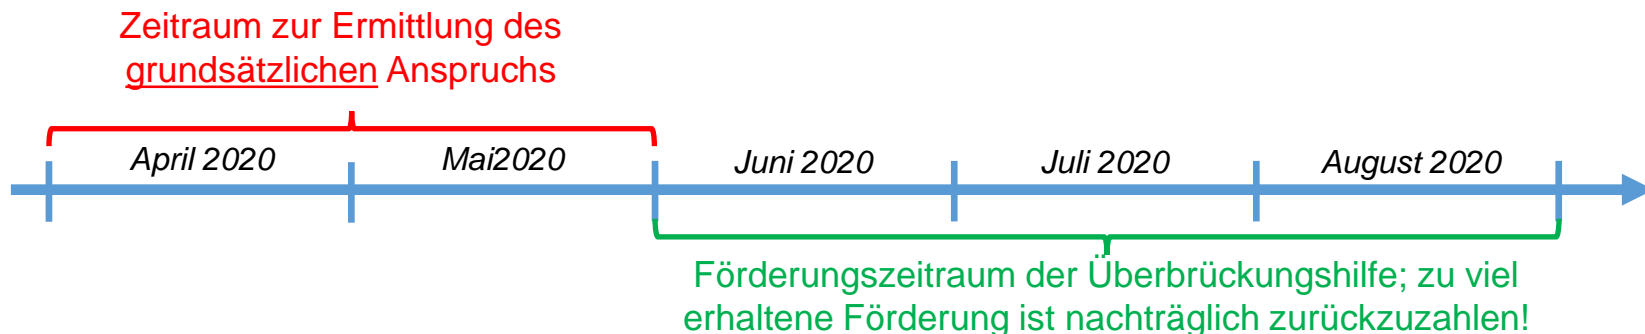 Zeitraum zur Ermittlung des
grundsätzlichen Anspruchs
April 2020 Mai2020 Juni 2020 Juli 2020 August 2020
Förderungszeitraum der Überbrückungshilfe; zu viel
erhaltene Förderung ist nachträglich zurückzuzahlen!